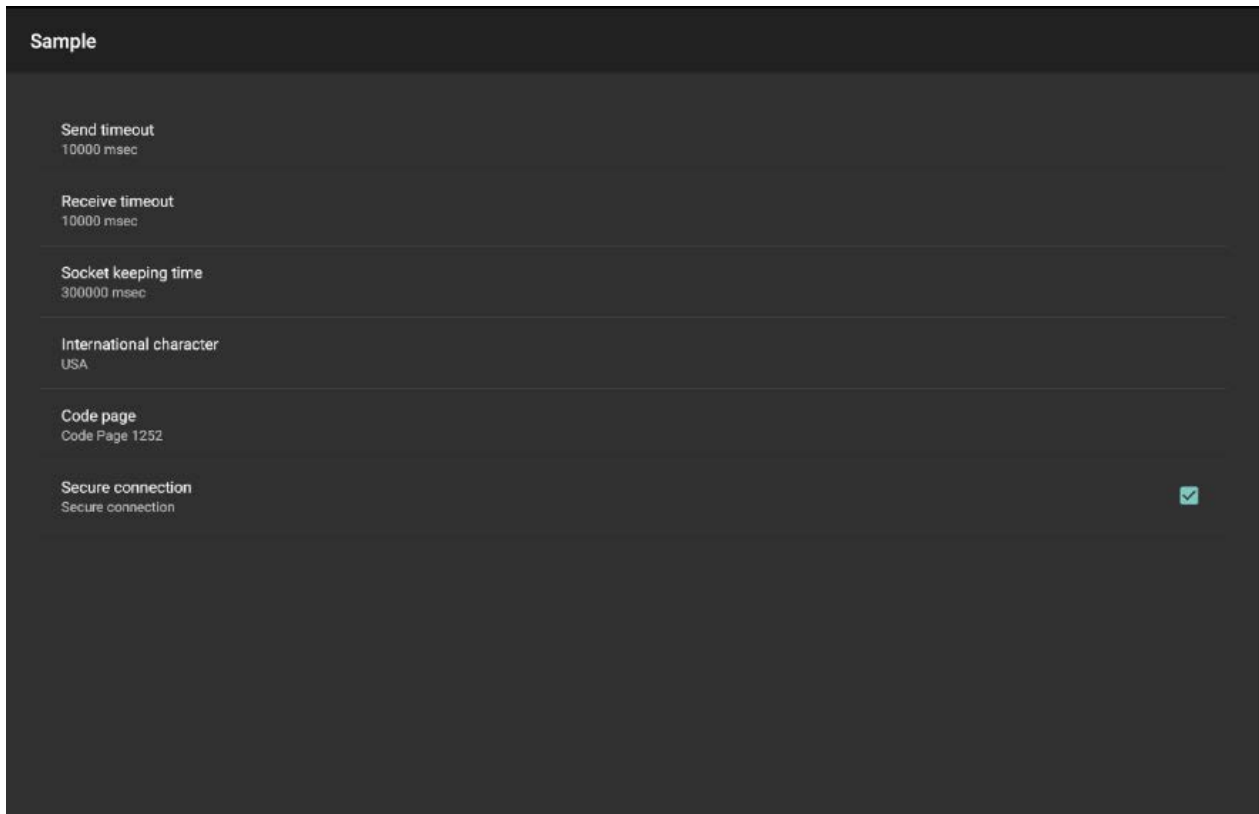 Sample
Send timeout
10000 msec
Receive timeout
10000 msec
Socket keeping time
300000 msec
International character
USA
Code page
Code Page 1252
Secure connection
Secure connection